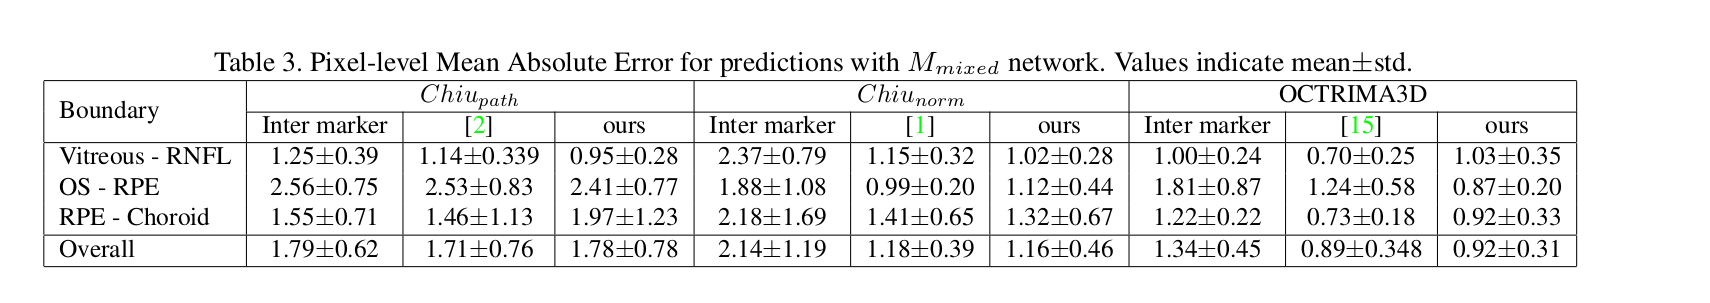 Table 3. Pixel-level Mean Absolute Error for predictions with M_mixed network. Values indicate mean±std.
Boundary Chiu_path Chiu_norm OCTRIMA3D
Inter marker [2] ours Inter marker [1] ours Inter marker [15] ours
Vitreous - RNFL 1.25±0.39 1.14±0.339 0.95±0.28 2.37±0.79 1.15±0.32 1.02±0.28 1.00±0.24 0.70±0.25 1.03±0.35
OS - RPE 2.56±0.75 2.53±0.83 2.41±0.77 1.88±1.08 0.99±0.20 1.12±0.44 1.81±0.87 1.24±0.58 0.87±0.20
RPE - Choroid 1.55±0.71 1.46±1.13 1.97±1.23 2.18±1.69 1.41±0.65 1.32±0.67 1.22±0.22 0.73±0.18 0.92±0.33
Overall 1.79±0.62 1.71±0.76 1.78±0.78 2.14±1.19 1.18±0.39 1.16±0.46 1.34±0.45 0.89±0.348 0.92±0.31